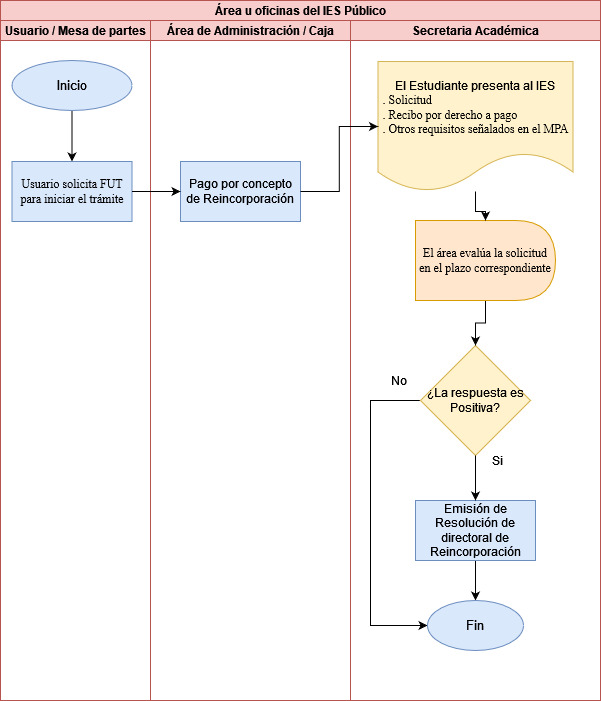 Área u oficinas del IES Público
Usuario / Mesa de partes
Área de Administración / Caja
Secretaria Académica
Inicio
Usuario solicita FUT
para iniciar el trámite
Pago por concepto
de Reincorporación
El Estudiante presenta al IES
. Solicitud
. Recibo por derecho a pago
. Otros requisitos señalados en el MPA
El área evalúa la solicitud
en el plazo correspondiente
¿La respuesta es
Positiva?
No
Si
Emisión de
Resolución de
directoral de
Reincorporación
Fin